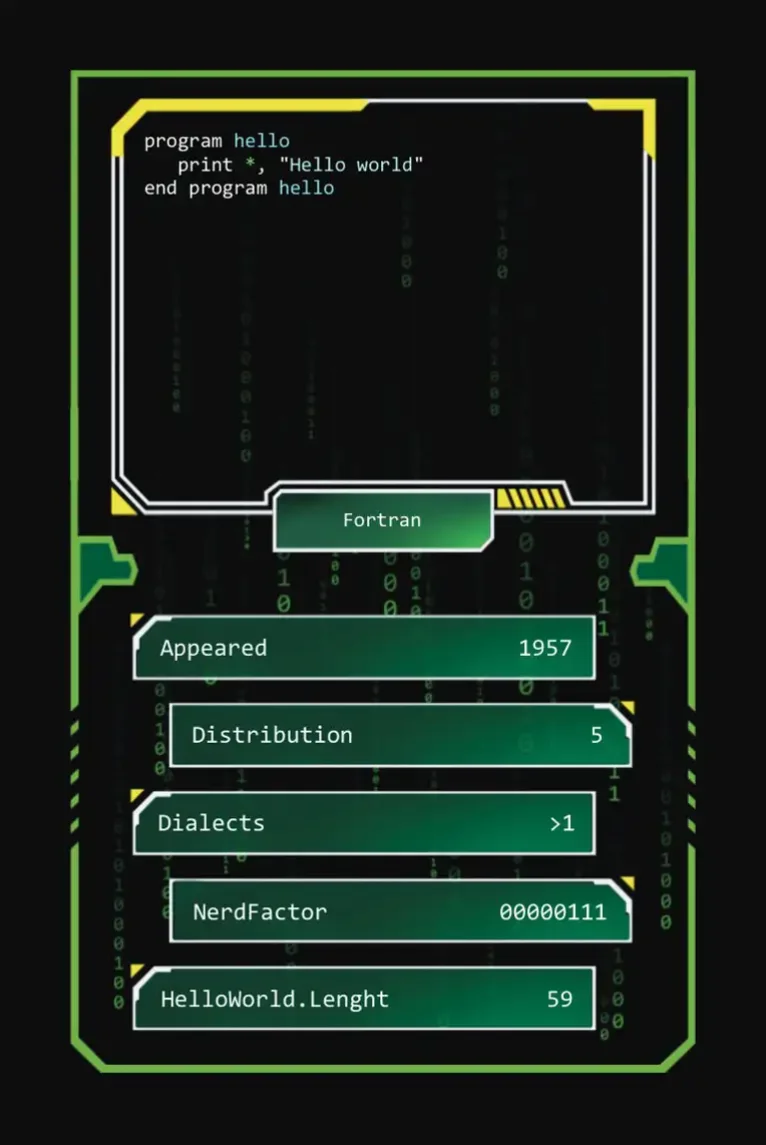 program hello
   print *, "Hello world"
end program hello
Fortran
Appeared 1957
Distribution 5
Dialects >1
NerdFactor 00000111
HelloWorld.Lenght 59